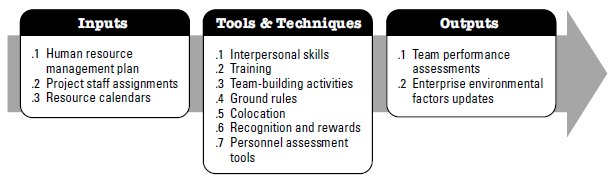 Inputs
.1 Human resource
management plan
.2 Project staff assignments
.3 Resource calendars
Tools & Techniques
.1 Interpersonal skills
.2 Training
.3 Team-building activities
.4 Ground rules
.5 Colocation
.6 Recognition and rewards
.7 Personnel assessment
tools
Outputs
.1 Team performance
assessments
.2 Enterprise environmental
factors updates